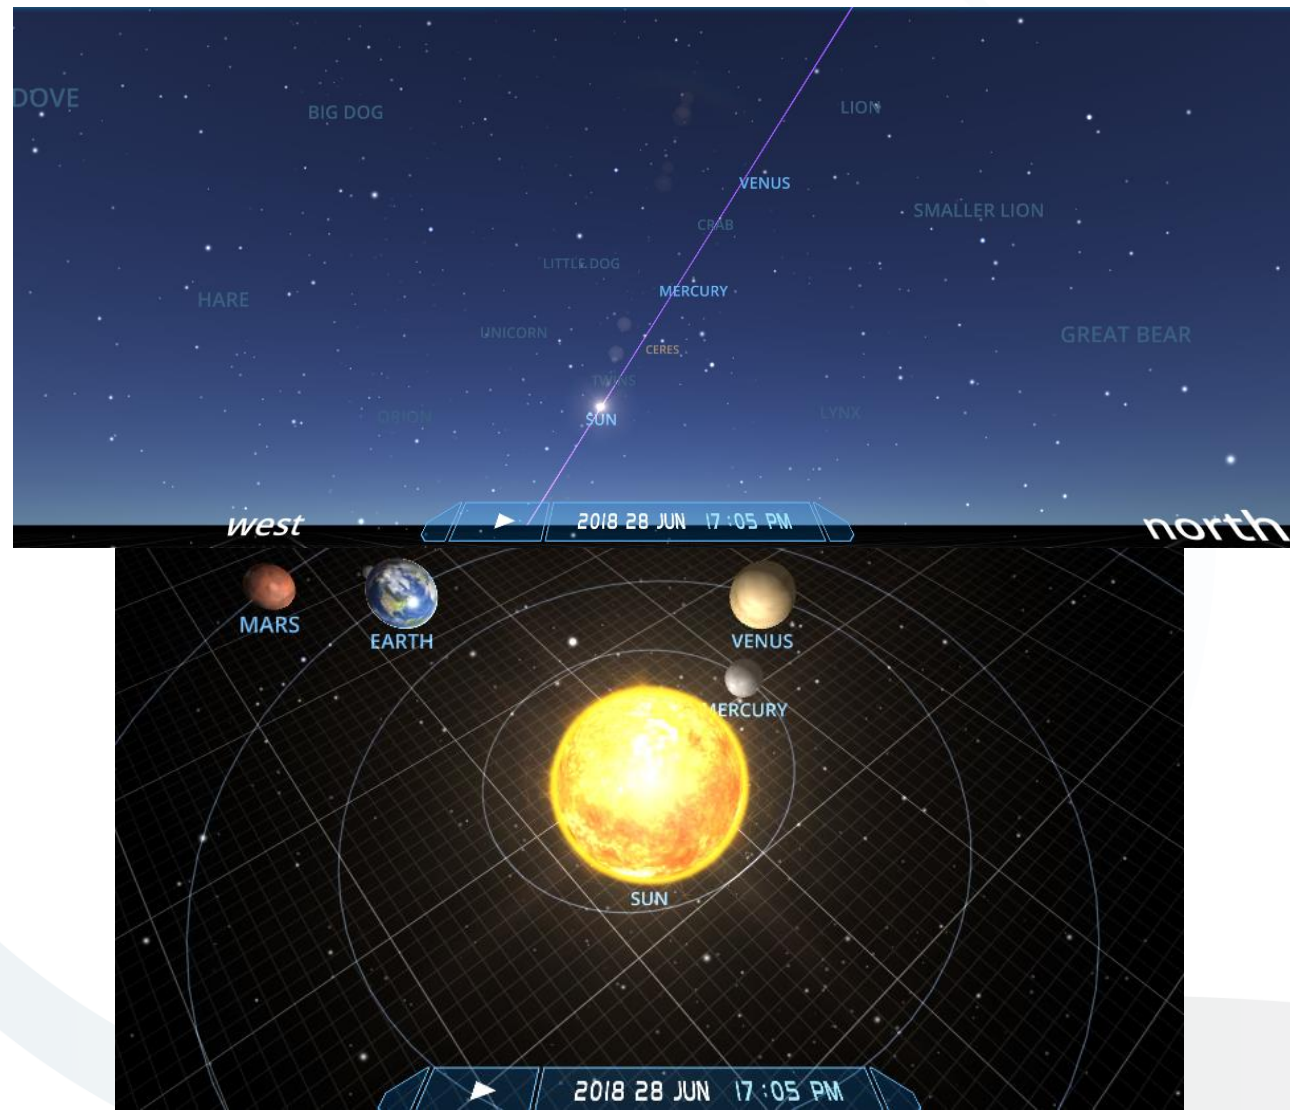 DOVE
BIG DOG
LION
VENUS
SMALLER LION
CRAB
LITTLE DOG
MERCURY
HARE
UNICORN
GREAT BEAR
CERES
TWINS
ORION
SUN
LYNX
west
2018 28 JUN 17:05 PM
north
MARS
EARTH
VENUS
MERCURY
SUN
2018 28 JUN 17:05 PM